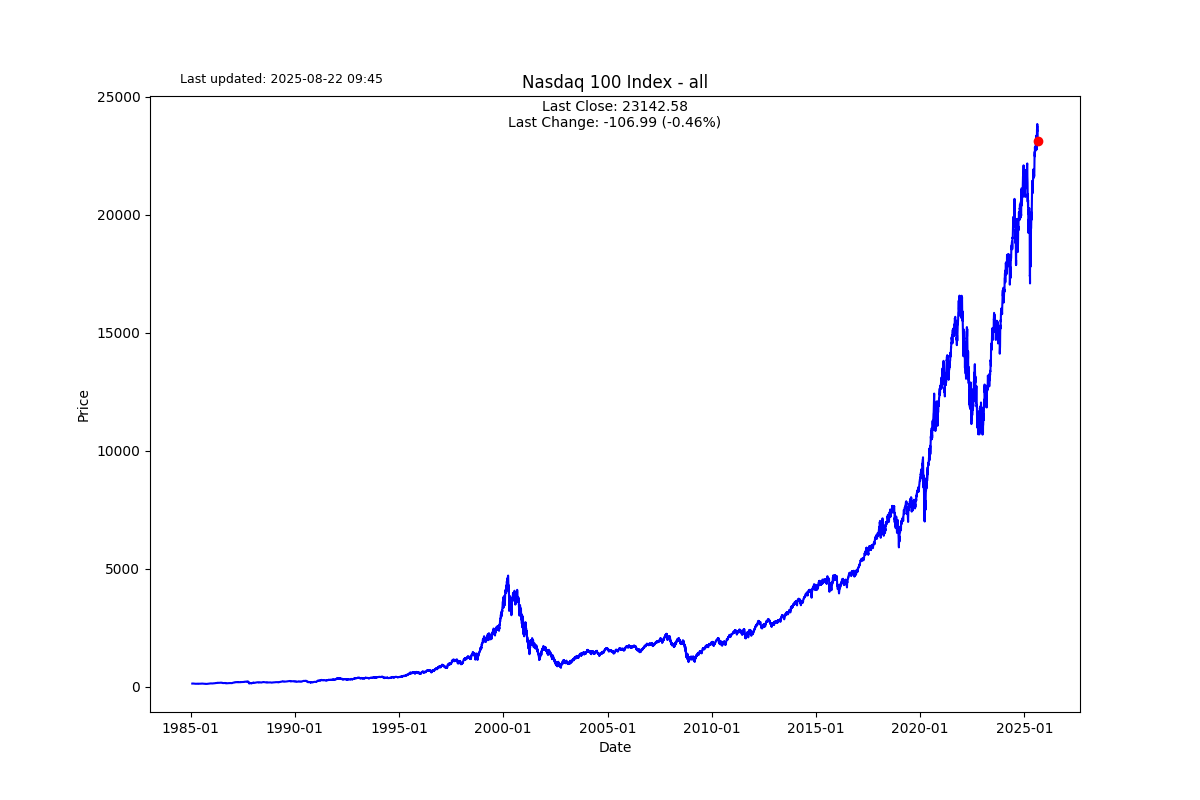 Last updated: 2025-08-22 09:45
Nasdaq 100 Index - all
Last Close: 23142.58
Last Change: -106.99 (-0.46%)
25000
20000
15000
10000
5000
0
Price
1985-01 1990-01 1995-01 2000-01 2005-01 2010-01 2015-01 2020-01 2025-01
Date